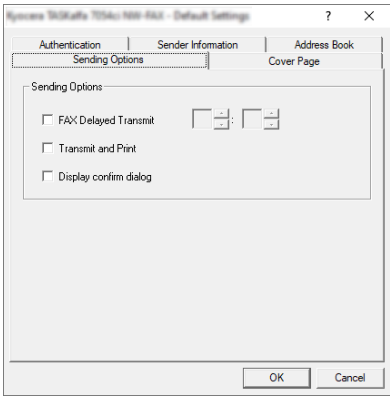 Kyocera TASKalfa 7054ci NW-FAX - Default Settings
? ×
Authentication Sender Information Address Book
Sending Options Cover Page
Sending Options
FAX Delayed Transmit :
Transmit and Print
Display confirm dialog
OK Cancel